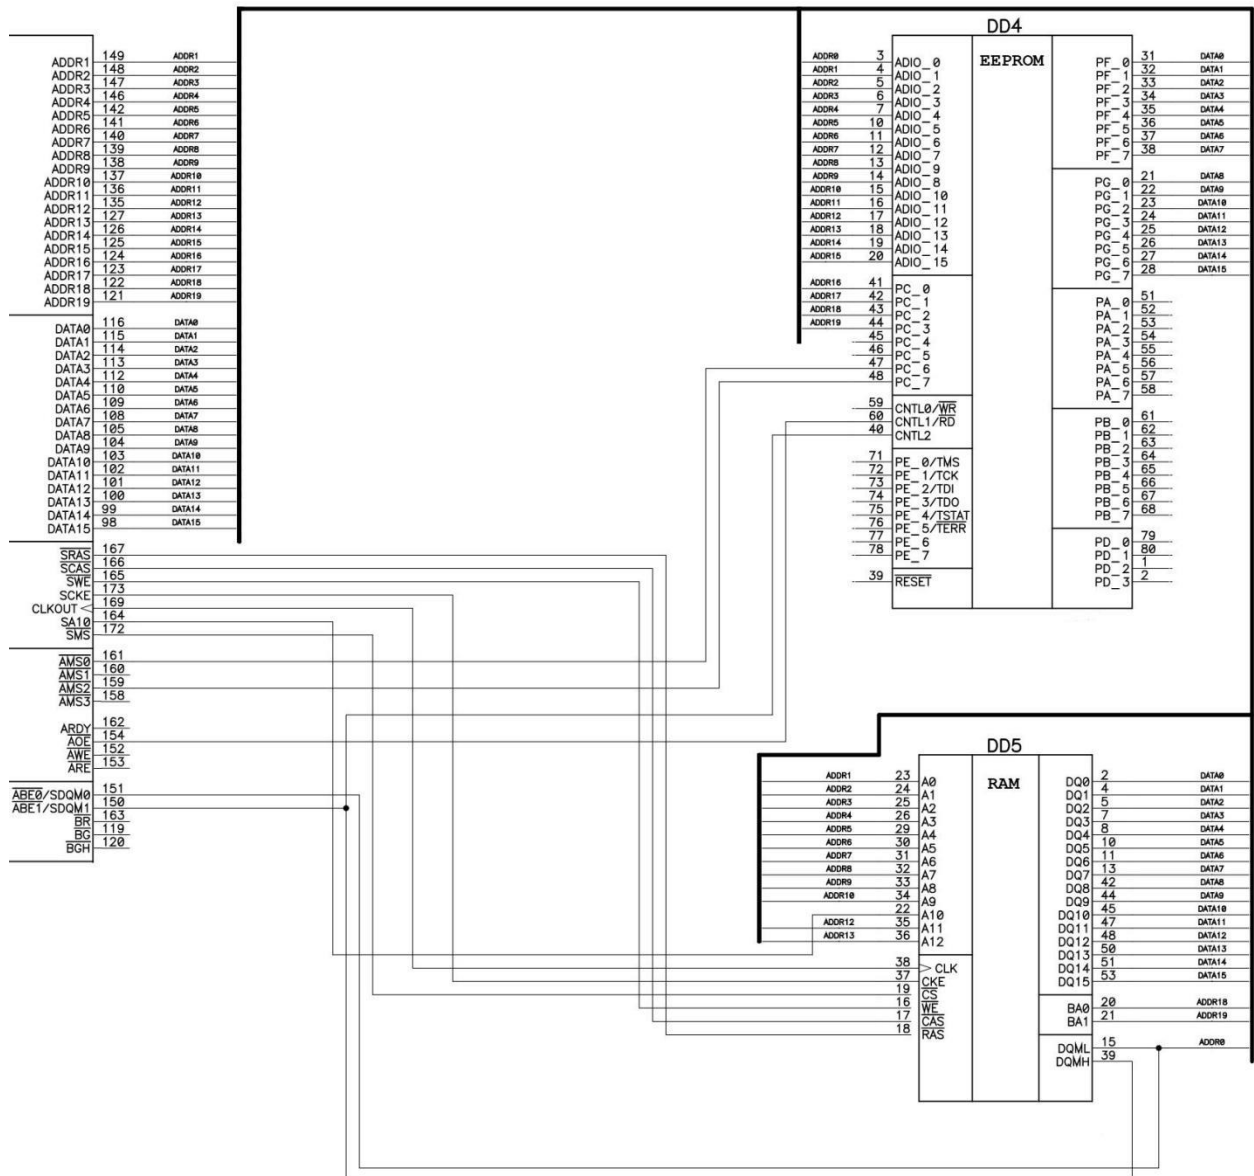 ADDR1 149 ADDR1
ADDR2 148 ADDR2
ADDR3 147 ADDR3
ADDR4 146 ADDR4
ADDR5 142 ADDR5
ADDR6 141 ADDR6
ADDR7 140 ADDR7
ADDR8 139 ADDR8
ADDR9 138 ADDR9
ADDR10 137 ADDR10
ADDR11 136 ADDR11
ADDR12 135 ADDR12
ADDR13 127 ADDR13
ADDR14 126 ADDR14
ADDR15 125 ADDR15
ADDR16 124 ADDR16
ADDR17 123 ADDR17
ADDR18 122 ADDR18
ADDR19 121 ADDR19
DATA0 116 DATA0
DATA1 115 DATA1
DATA2 114 DATA2
DATA3 113 DATA3
DATA4 112 DATA4
DATA5 110 DATA5
DATA6 109 DATA6
DATA7 108 DATA7
DATA8 105 DATA8
DATA9 104 DATA9
DATA10 103 DATA10
DATA11 102 DATA11
DATA12 101 DATA12
DATA13 100 DATA13
DATA14 99 DATA14
DATA15 98 DATA15
SRAS 167
SCAS 166
SWE 165
SCKE 173
CLKOUT 169
SA10 164
SMS 172
AMS0 161
AMS1 160
AMS2 159
AMS3 158
ARDY 162
AOE 154
AWE 152
ARE 153
ABE0/SDQM0 151
ABE1/SDQM1 150
BR 163
BG 119
BGH 120
DD4
EEPROM
ADDR0 3 ADIO_0
ADDR1 4 ADIO_1
ADDR2 5 ADIO_2
ADDR3 6 ADIO_3
ADDR4 7 ADIO_4
ADDR5 10 ADIO_5
ADDR6 11 ADIO_6
ADDR7 12 ADIO_7
ADDR8 13 ADIO_9
ADDR9 14 ADIO_8
ADDR10 15 ADIO_10
ADDR11 16 ADIO_11
ADDR12 17 ADIO_12
ADDR13 18 ADIO_13
ADDR14 19 ADIO_14
ADDR15 20 ADIO_15
ADDR16 41 PC_0
ADDR17 42 PC_1
ADDR18 43 PC_2
ADDR19 44 PC_3
45 PC_4
46 PC_5
47 PC_6
48 PC_7
59 CNTL0/WR
60 CNTL1/RD
40 CNTL2
71 PE_0/TMS
72 PE_1/TCK
73 PE_2/TDI
74 PE_3/TDO
75 PE_4/TSTAT
76 PE_5/TERR
77 PE_6
78 PE_7
39 RESET
PF_0 31 DATA0
PF_1 32 DATA1
PF_2 33 DATA2
PF_3 34 DATA3
PF_4 35 DATA4
PF_5 36 DATA5
PF_6 37 DATA6
PF_7 38 DATA7
PG_0 21 DATA8
PG_1 22 DATA9
PG_2 23 DATA10
PG_3 24 DATA11
PG_4 25 DATA12
PG_5 26 DATA13
PG_6 27 DATA14
PG_7 28 DATA15
PA_0 51
PA_1 52
PA_2 53
PA_3 54
PA_4 55
PA_5 56
PA_6 57
PA_7 58
PB_0 61
PB_1 62
PB_2 63
PB_3 64
PB_4 65
PB_5 66
PB_6 67
PB_7 68
PD_0 79
PD_1 80
PD_2 1
PD_3 2
DD5
RAM
ADDR1 23 A0
ADDR2 24 A1
ADDR3 25 A2
ADDR4 26 A3
ADDR5 29 A4
ADDR6 30 A5
ADDR7 31 A6
ADDR8 32 A7
ADDR9 33 A8
ADDR10 34 A9
22 A10
ADDR12 35 A11
ADDR13 36 A12
38 CLK
37 CKE
19 CS
16 WE
17 CAS
18 RAS
DQ0 2 DATA0
DQ1 4 DATA1
DQ2 5 DATA2
DQ3 7 DATA3
DQ4 8 DATA4
DQ5 10 DATA5
DQ6 11 DATA6
DQ7 13 DATA7
DQ8 42 DATA8
DQ9 44 DATA9
DQ10 45 DATA10
DQ11 47 DATA11
DQ12 48 DATA12
DQ13 50 DATA13
DQ14 51 DATA14
DQ15 53 DATA15
BA0 20 ADDR18
BA1 21 ADDR19
DQML 15 ADDR0
DQMH 39